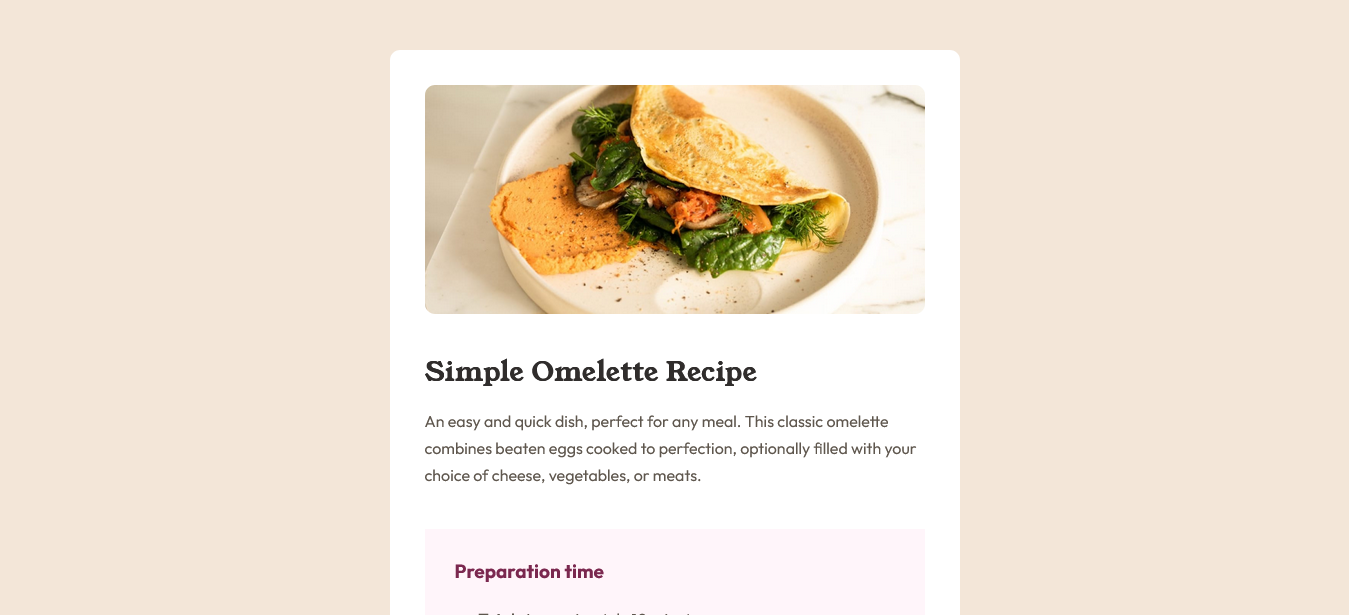 Simple Omelette Recipe
An easy and quick dish, perfect for any meal. This classic omelette
combines beaten eggs cooked to perfection, optionally filled with your
choice of cheese, vegetables, or meats.
Preparation time